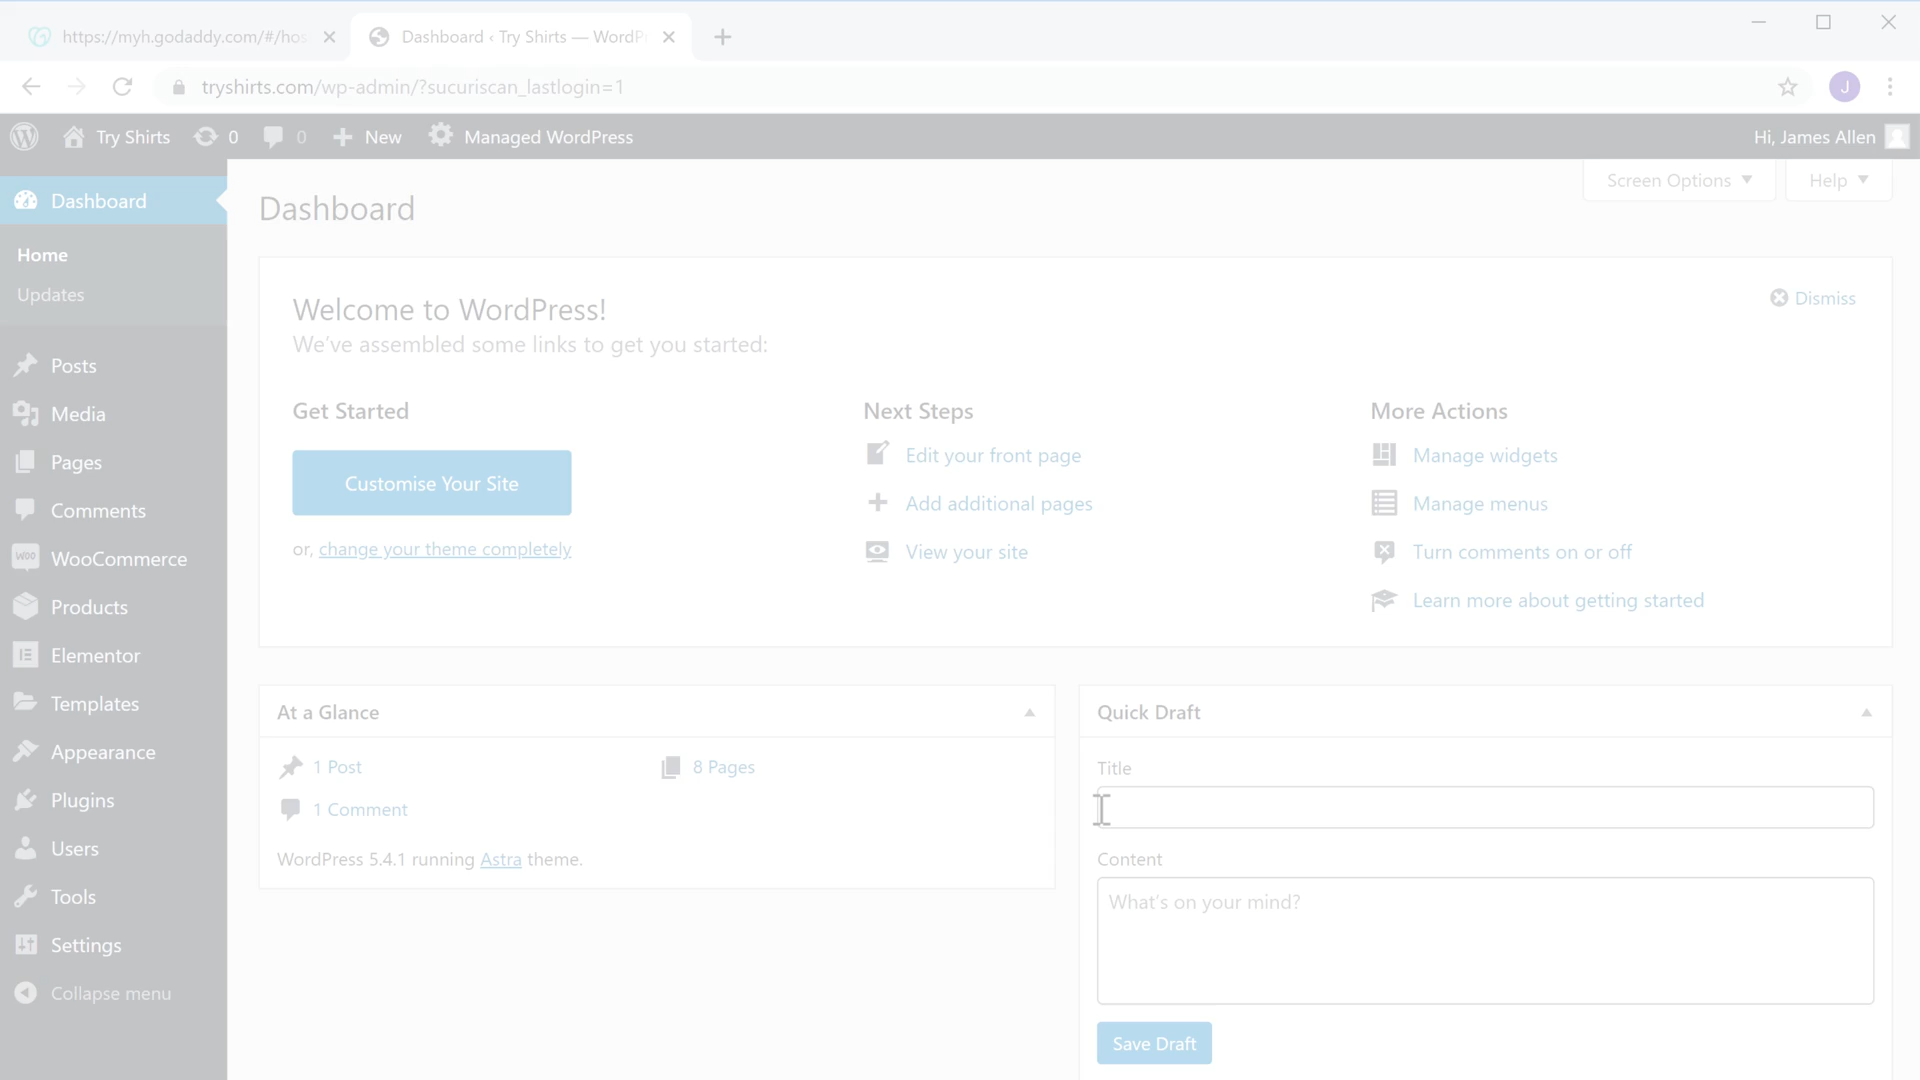 https://myh.godaddy.com/#/hos
Dashboard ‹ Try Shirts — WordP
tryshirts.com/wp-admin/?sucuriscan_lastlogin=1
J
Try Shirts
0
0
New
Managed WordPress
Hi, James Allen
Dashboard
Home
Updates
Posts
Media
Pages
Comments
WOO
WooCommerce
Products
Elementor
Templates
Appearance
Plugins
Users
Tools
Settings
Collapse menu
Dashboard
Screen Options
Help
Welcome to WordPress!
We've assembled some links to get you started:
Dismiss
Get Started
Customise Your Site
or, change your theme completely
Next Steps
Edit your front page
Add additional pages
View your site
More Actions
Manage widgets
Manage menus
Turn comments on or off
Learn more about getting started
At a Glance
1 Post
8 Pages
1 Comment
WordPress 5.4.1 running Astra theme.
Quick Draft
Title
Content
What's on your mind?
Save Draft